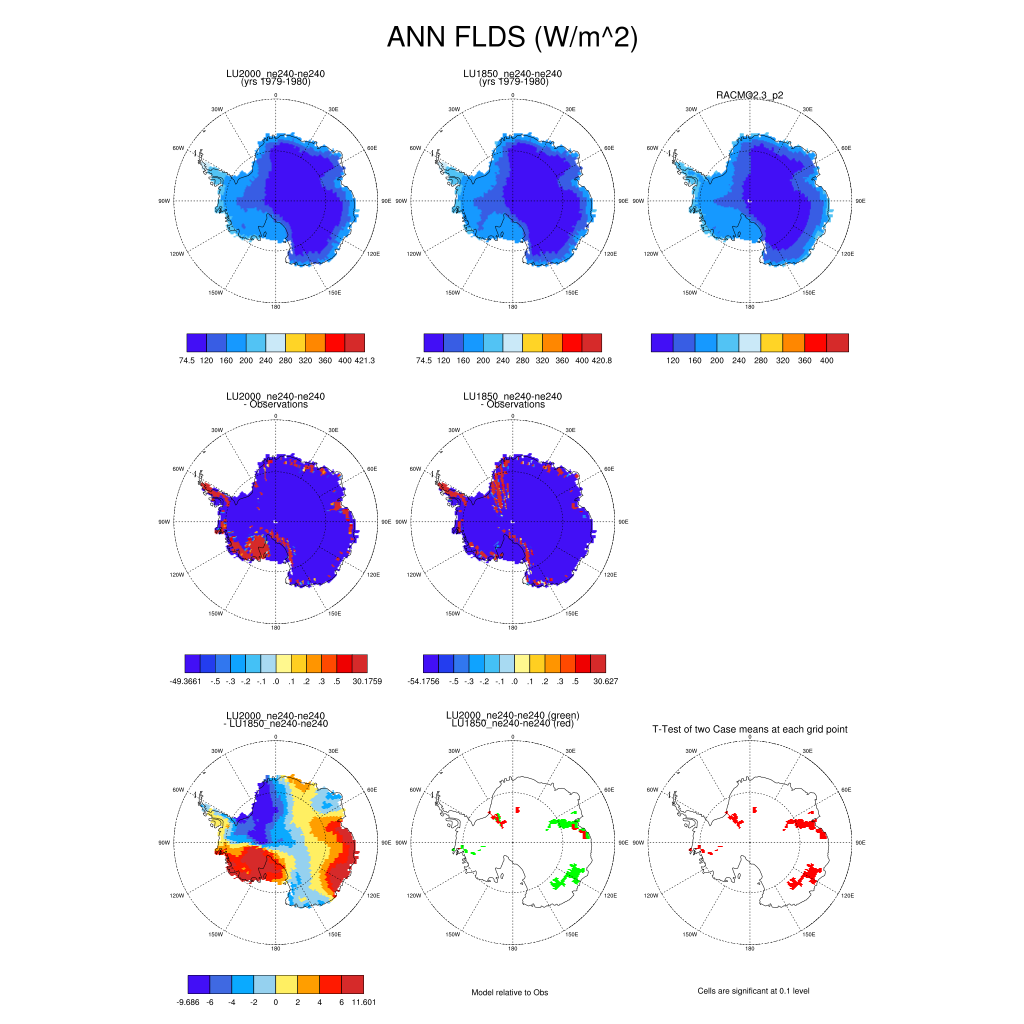 ANN FLDS (W/m^2)
LU2000_ne240-ne240
(yrs 1979-1980)
LU1850_ne240-ne240
(yrs 1979-1980)
RACMO2.3_p2
0
30W 30E
60W 60E
90W 90E
120W 120E
150W 150E
180
0
30W 30E
60W 60E
90W 90E
120W 120E
150W 150E
180
0
30W 30E
60W 60E
90W 90E
120W 120E
150W 150E
180
74.5 120 160 200 240 280 320 360 400 421.3
74.5 120 160 200 240 280 320 360 400 420.8
120 160 200 240 280 320 360 400
LU2000_ne240-ne240
- Observations
LU1850_ne240-ne240
- Observations
0
30W 30E
60W 60E
90W 90E
120W 120E
150W 150E
180
0
30W 30E
60W 60E
90W 90E
120W 120E
150W 150E
180
-49.3661 -.5 -.3 -.2 -.1 .0 .1 .2 .3 .5 30.1759
-54.1756 -.5 -.3 -.2 -.1 .0 .1 .2 .3 .5 30.627
LU2000_ne240-ne240
- LU1850_ne240-ne240
LU2000_ne240-ne240 (green)
LU1850_ne240-ne240 (red)
T-Test of two Case means at each grid point
0
30W 30E
60W 60E
90W 90E
120W 120E
150W 150E
180
0
30W 30E
60W 60E
90W 90E
120W 120E
150W 150E
180
0
30W 30E
60W 60E
90W 90E
120W 120E
150W 150E
180
-9.686 -6 -4 -2 0 2 4 6 11.601
Model relative to Obs
Cells are significant at 0.1 level